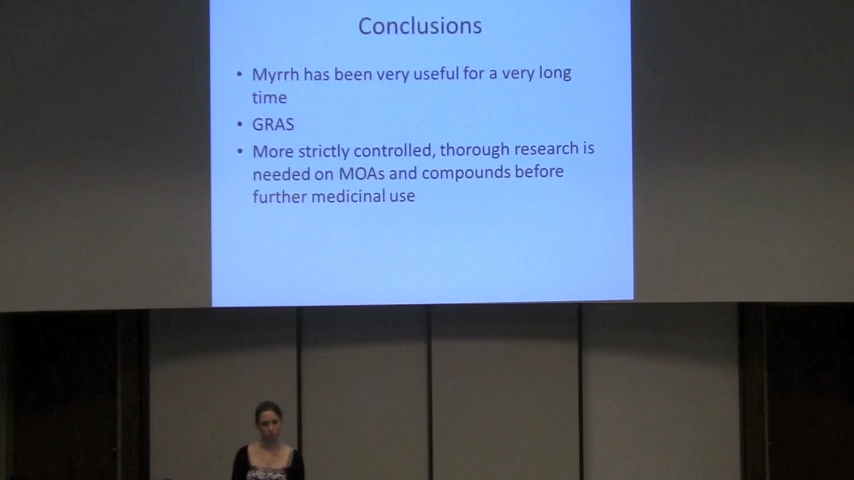 Conclusions
• Myrrh has been very useful for a very long
time
• GRAS
• More strictly controlled, thorough research is
needed on MOAs and compounds before
further medicinal use